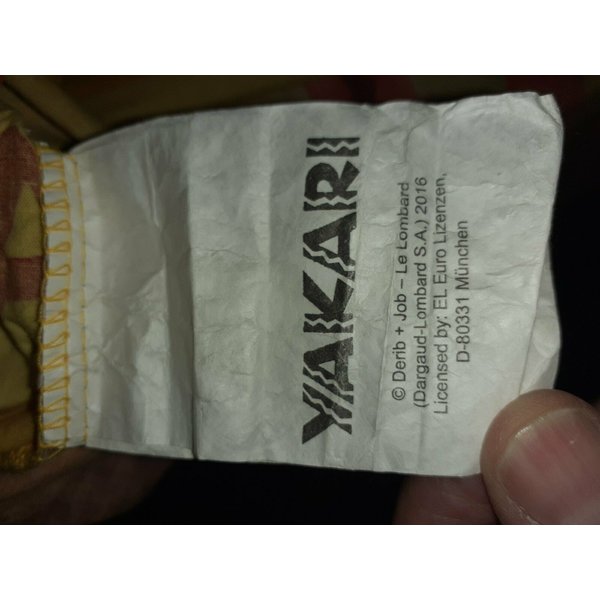 YAKARI
© Derib + Job – Le Lombard
(Dargaud-Lombard S.A.) 2016
Licensed by: EL Euro Lizenzen,
D-80331 München